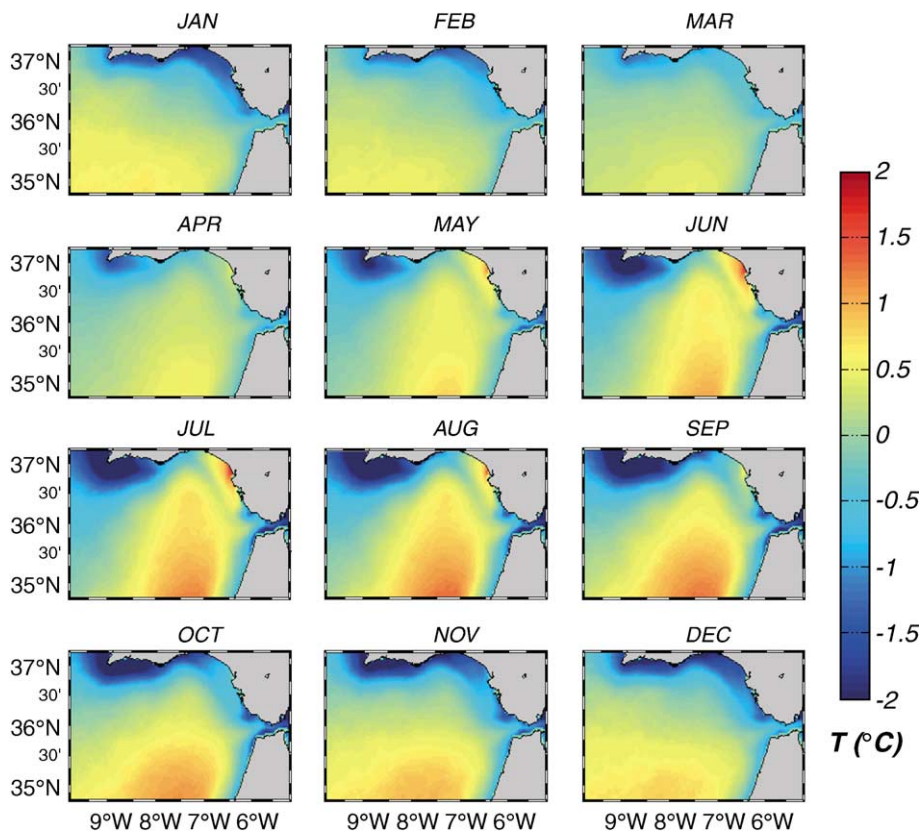 JAN FEB MAR
37°N
30'
36°N
30'
35°N
APR MAY JUN
37°N
30'
36°N
30'
35°N
JUL AUG SEP
37°N
30'
36°N
30'
35°N
OCT NOV DEC
37°N
30'
36°N
30'
35°N
9°W 8°W 7°W 6°W 9°W 8°W 7°W 6°W 9°W 8°W 7°W 6°W
2
1.5
1
0.5
0
-0.5
-1
-1.5
-2
T (°C)